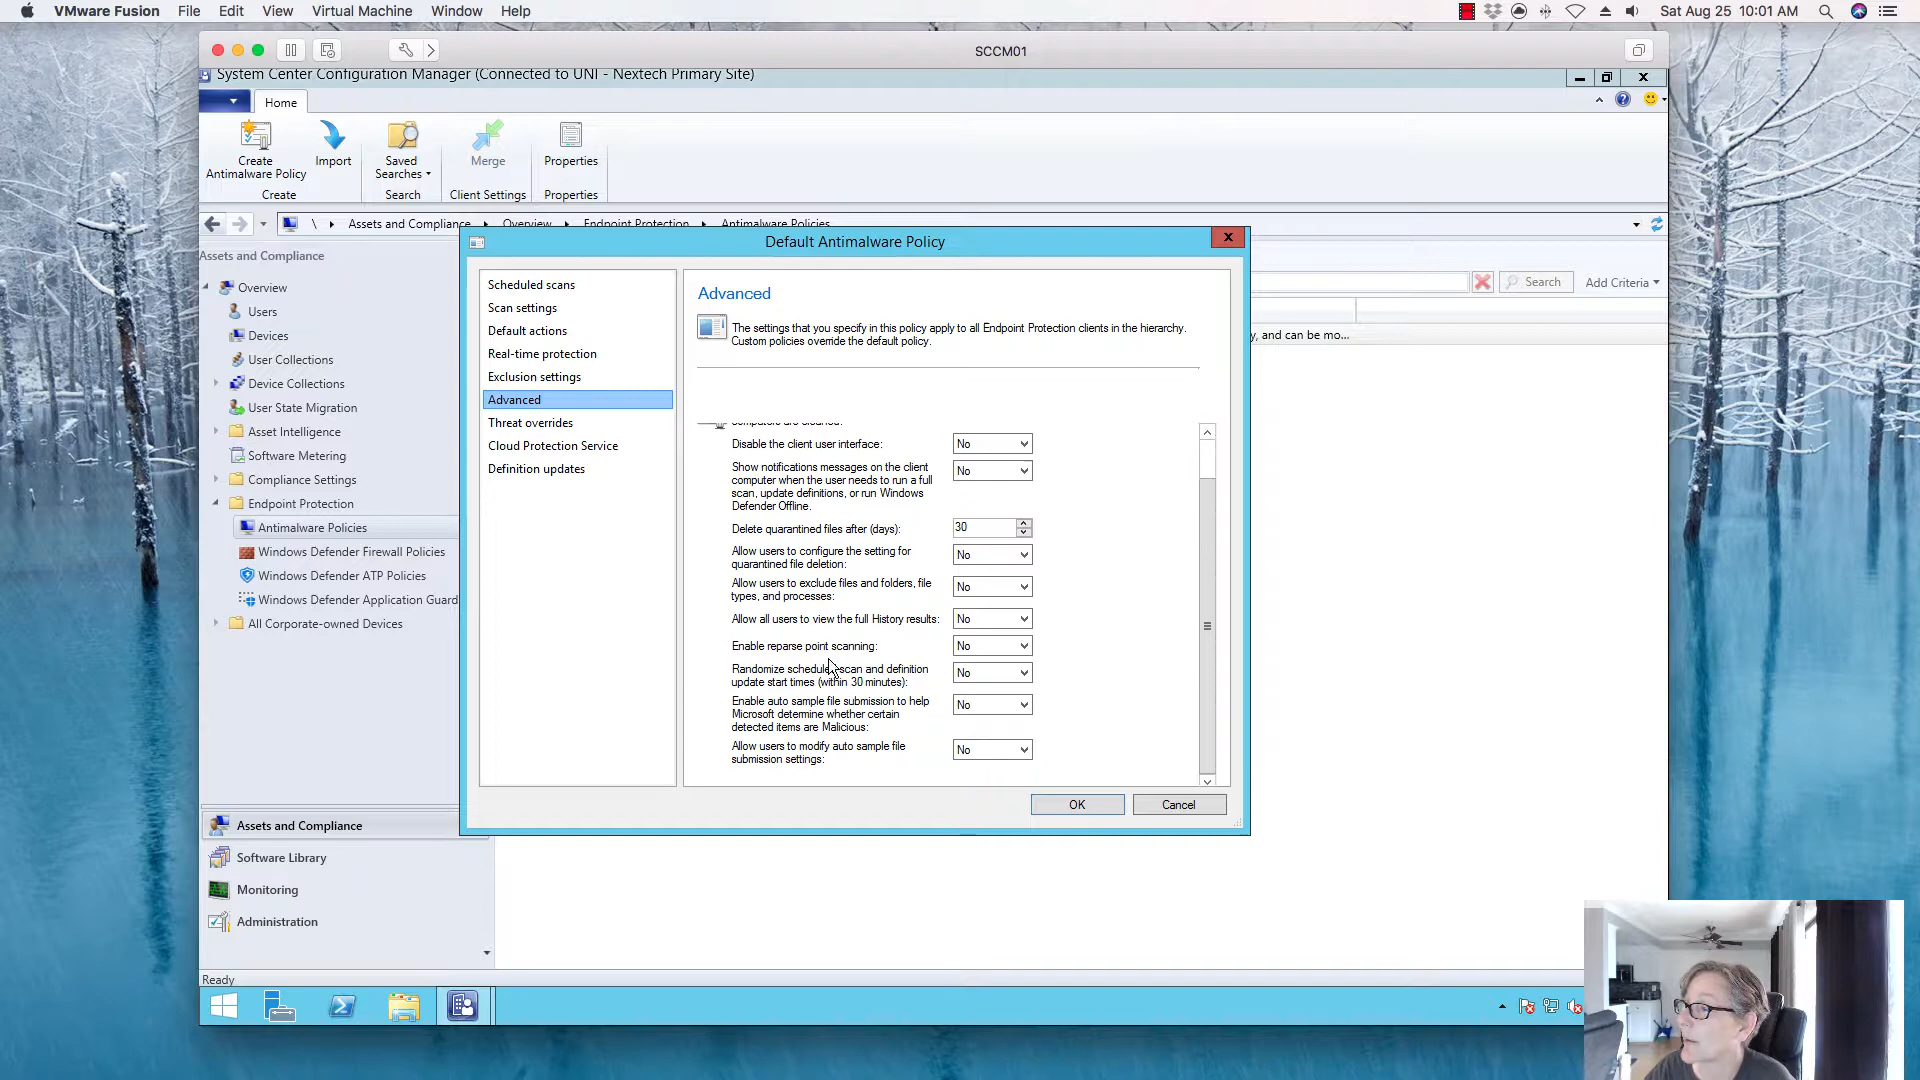 VMware Fusion File Edit View Virtual Machine Window Help Sat Aug 25 10:01 AM
SCCM01
System Center Configuration Manager (Connected to UNI - Nextech Primary Site)
Home
Create
Antimalware Policy
Import
Saved
Searches
Merge
Properties
Create Search Client Settings Properties
\ Assets and Compliance Overview Endpoint Protection Antimalware Policies
Assets and Compliance
Overview
Users
Devices
User Collections
Device Collections
User State Migration
Asset Intelligence
Software Metering
Compliance Settings
Endpoint Protection
Antimalware Policies
Windows Defender Firewall Policies
Windows Defender ATP Policies
Windows Defender Application Guard
All Corporate-owned Devices
Assets and Compliance
Software Library
Monitoring
Administration
Ready
Search Add Criteria
y, and can be mo...
Default Antimalware Policy
Scheduled scans
Scan settings
Default actions
Real-time protection
Exclusion settings
Advanced
Threat overrides
Cloud Protection Service
Definition updates
Advanced
The settings that you specify in this policy apply to all Endpoint Protection clients in the hierarchy.
Custom policies override the default policy.
computers are cleaned:
Disable the client user interface: No
Show notifications messages on the client
computer when the user needs to run a full
scan, update definitions, or run Windows
Defender Offline.
No
Delete quarantined files after (days): 30
Allow users to configure the setting for
quarantined file deletion:
No
Allow users to exclude files and folders, file
types, and processes:
No
Allow all users to view the full History results: No
Enable reparse point scanning: No
Randomize scheduled scan and definition
update start times (within 30 minutes):
No
Enable auto sample file submission to help
Microsoft determine whether certain
detected items are Malicious:
No
Allow users to modify auto sample file
submission settings:
No
OK Cancel